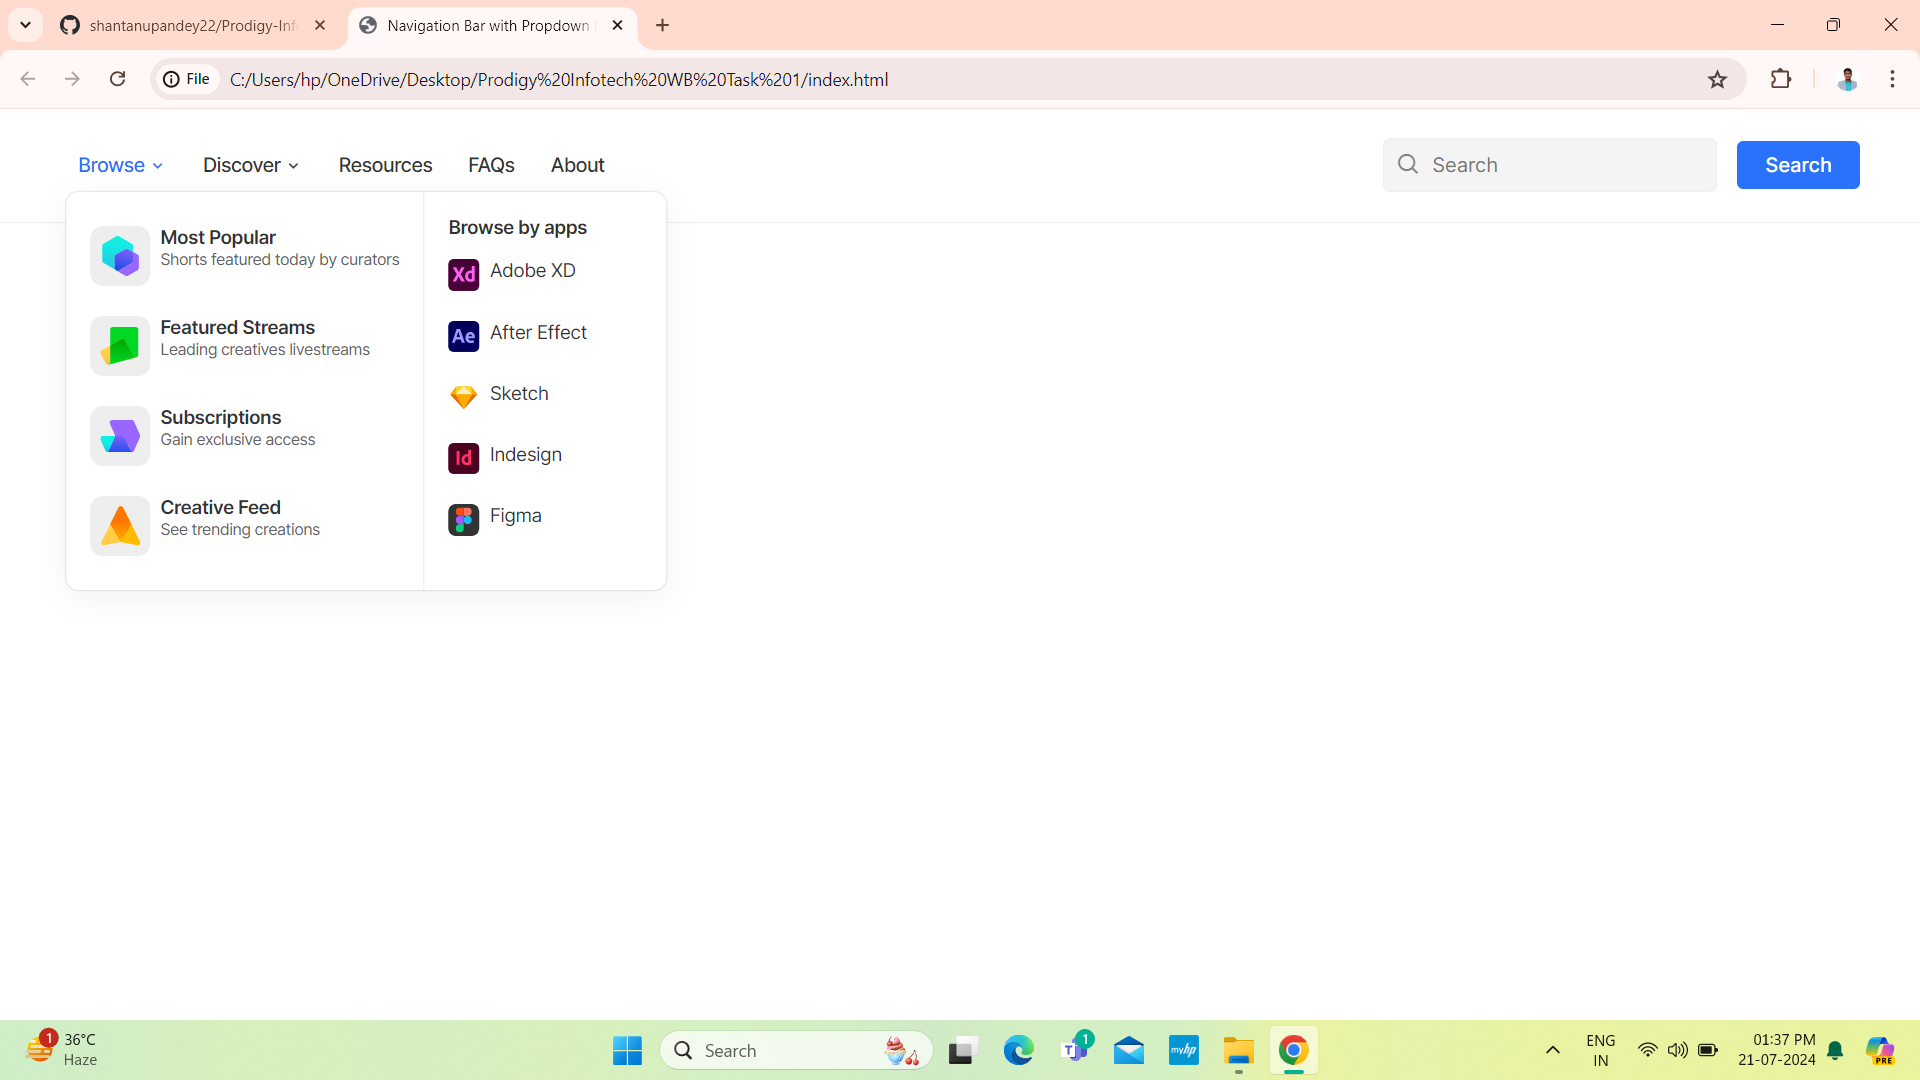 shantanupandey22/Prodigy-Inf
Navigation Bar with Propdown
File
C:/Users/hp/OneDrive/Desktop/Prodigy%20Infotech%20WB%20Task%201/index.html
Browse
Discover
Resources
FAQs
About
Search
Search
Most Popular
Shorts featured today by curators
Featured Streams
Leading creatives livestreams
Subscriptions
Gain exclusive access
Creative Feed
See trending creations
Browse by apps
Xd Adobe XD
Ae After Effect
Sketch
Id Indesign
Figma
1
36°C
Haze
Search
T
1
myhp
ENG
IN
01:37 PM
21-07-2024
PRE